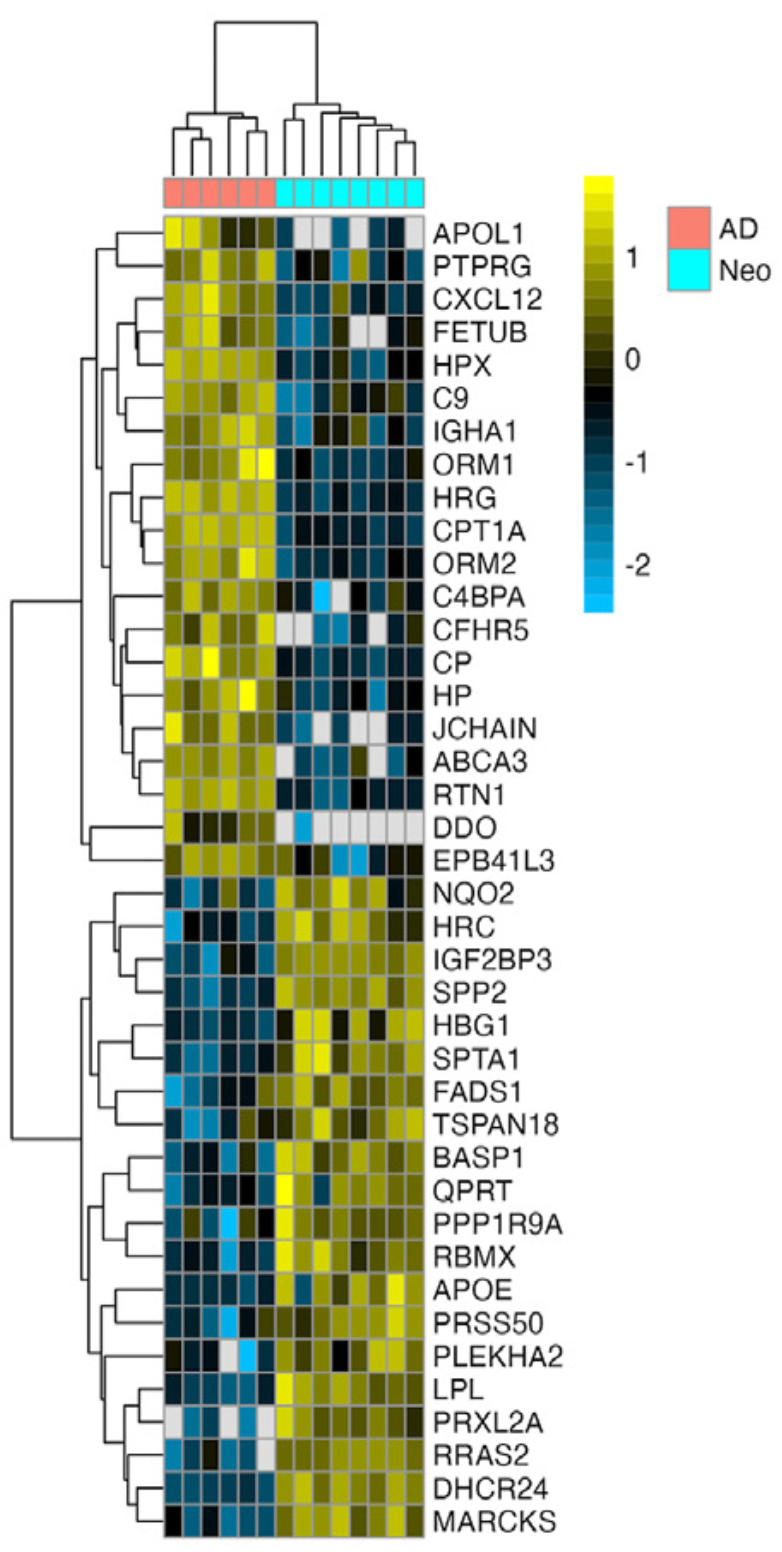 AD
Neo
1
0
-1
-2
APOL1
PTPRG
CXCL12
FETUB
HPX
C9
IGHA1
ORM1
HRG
CPT1A
ORM2
C4BPA
CFHR5
CP
HP
JCHAIN
ABCA3
RTN1
DDO
EPB41L3
NQO2
HRC
IGF2BP3
SPP2
HBG1
SPTA1
FADS1
TSPAN18
BASP1
QPRT
PPP1R9A
RBMX
APOE
PRSS50
PLEKHA2
LPL
PRXL2A
RRAS2
DHCR24
MARCKS